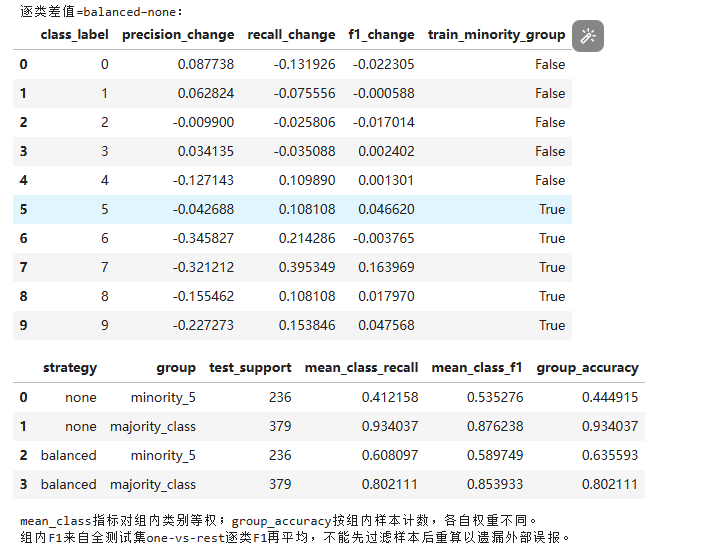 逐类差值=balanced-none:
class_label precision_change recall_change f1_change train_minority_group
0 0 0.087738 -0.131926 -0.022305 False
1 1 0.062824 -0.075556 -0.000588 False
2 2 -0.009900 -0.025806 -0.017014 False
3 3 0.034135 -0.035088 0.002402 False
4 4 -0.127143 0.109890 0.001301 False
5 5 -0.042688 0.108108 0.046620 True
6 6 -0.345827 0.214286 -0.003765 True
7 7 -0.321212 0.395349 0.163969 True
8 8 -0.155462 0.108108 0.017970 True
9 9 -0.227273 0.153846 0.047568 True
strategy group test_support mean_class_recall mean_class_f1 group_accuracy
0 none minority_5 236 0.412158 0.535276 0.444915
1 none majority_class 379 0.934037 0.876238 0.934037
2 balanced minority_5 236 0.608097 0.589749 0.635593
3 balanced majority_class 379 0.802111 0.853933 0.802111
mean_class指标对组内类别等权；group_accuracy按组内样本计数，各自权重不同。
组内F1来自全测试集one-vs-rest逐类F1再平均，不能先过滤样本后重算以遗漏外部误报。